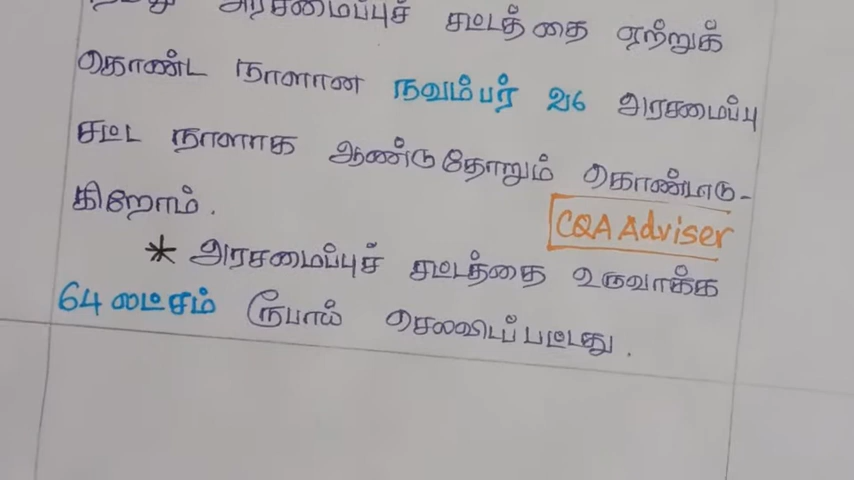 நமது அரசமைப்புச் சட்டத்தை ஏற்றுக்
கொண்ட நாளான நவம்பர் 26 அரசமைப்பு
சட்ட நாளாக ஆண்டுதோறும் கொண்டாடு-
கிறோம்.
CQA Adviser
* அரசமைப்புச் சட்டத்தை உருவாக்க
64 லட்சம் ரூபாய் செலவிடப்பட்டது.